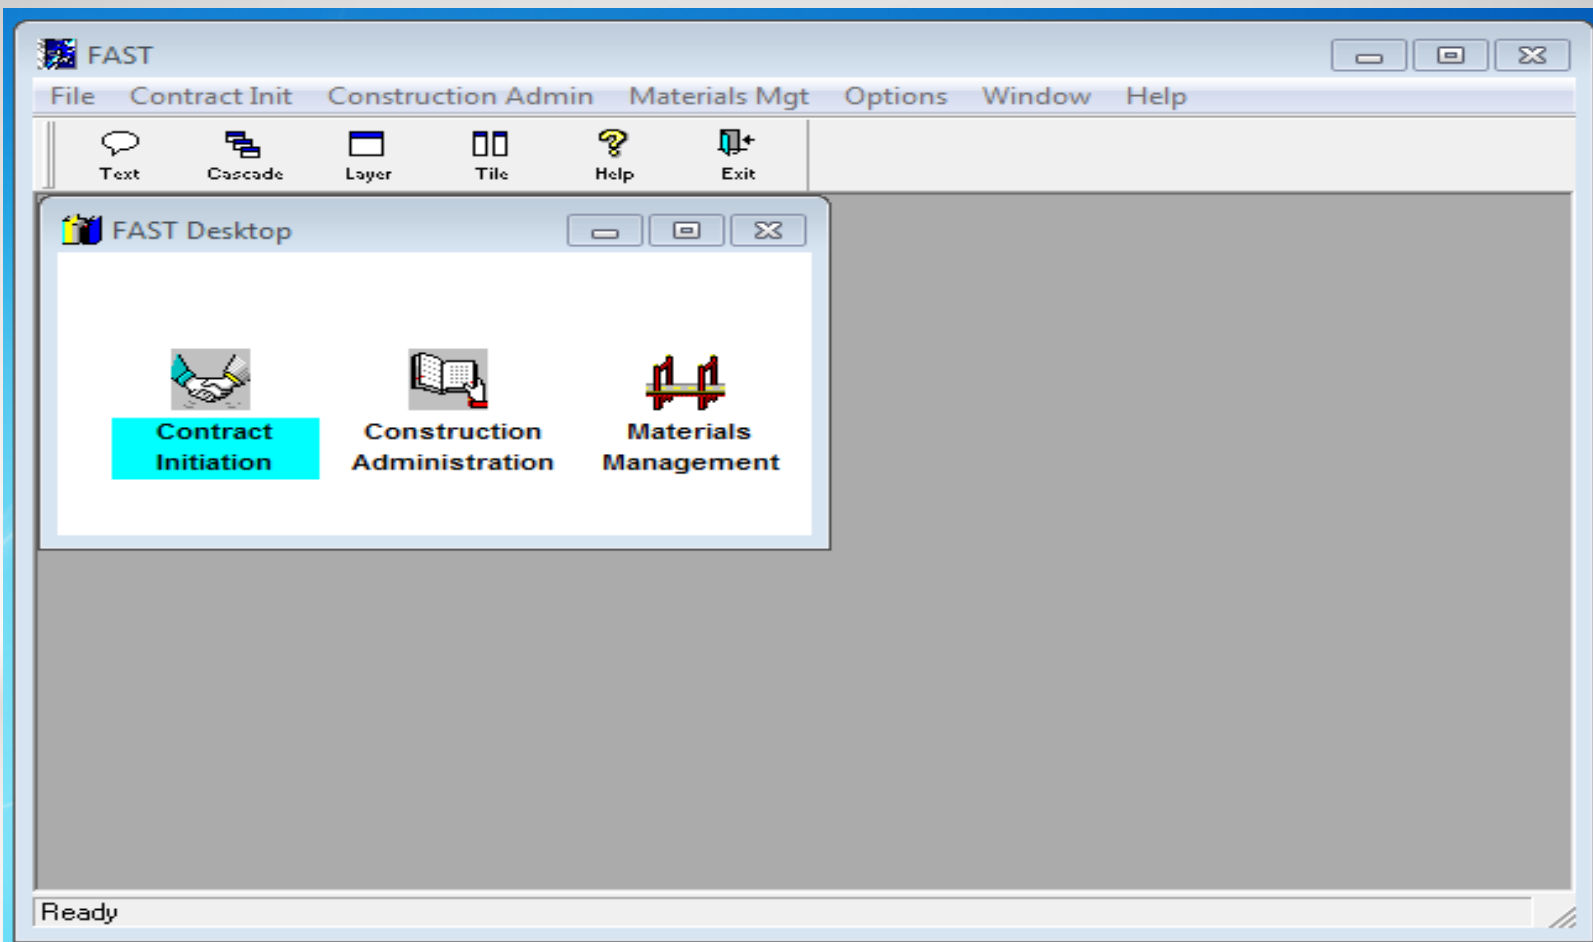 FAST
File Contract Init Construction Admin Materials Mgt Options Window Help
Text Cascade Layer Tile Help Exit
FAST Desktop
Contract Initiation
Construction Administration
Materials Management
Ready